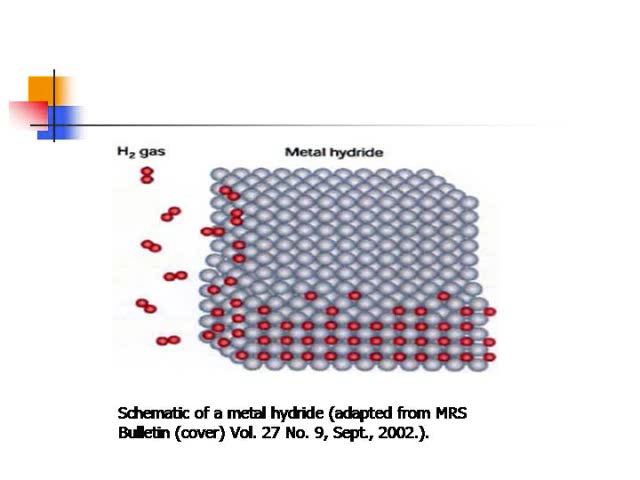 H₂ gas Metal hydride
Schematic of a metal hydride (adapted from MRS
Bulletin (cover) Vol. 27 No. 9, Sept., 2002.).